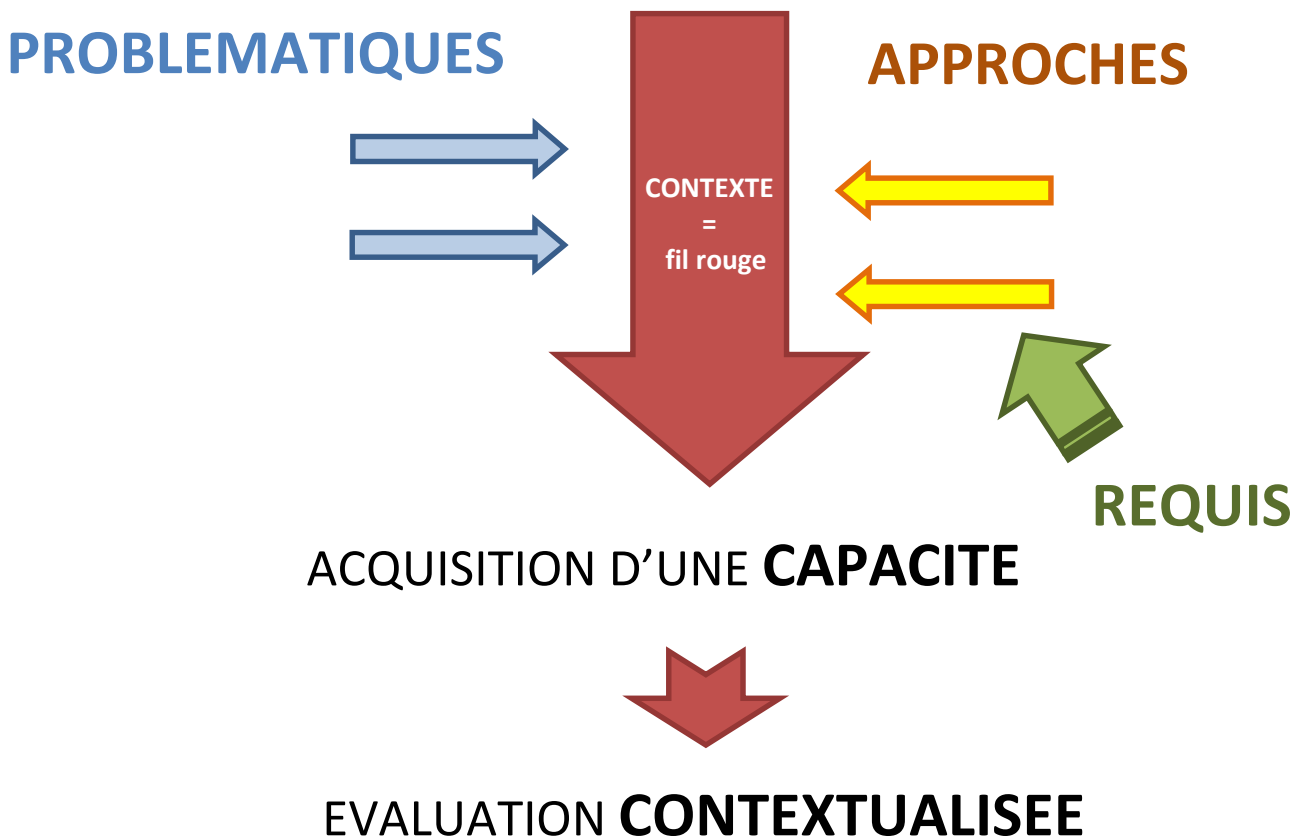 PROBLEMATIQUES
APPROCHES
CONTEXTE
=
fil rouge
REQUIS
ACQUISITION D’UNE CAPACITE
EVALUATION CONTEXTUALISEE